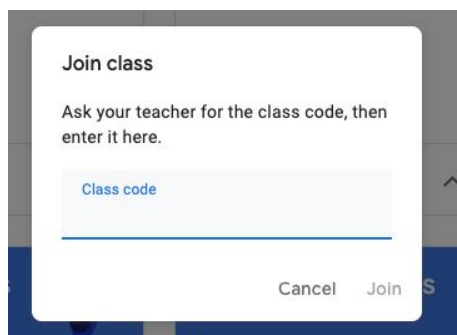 Join class
Ask your teacher for the class code, then
enter it here.
Class code
Cancel Join
S